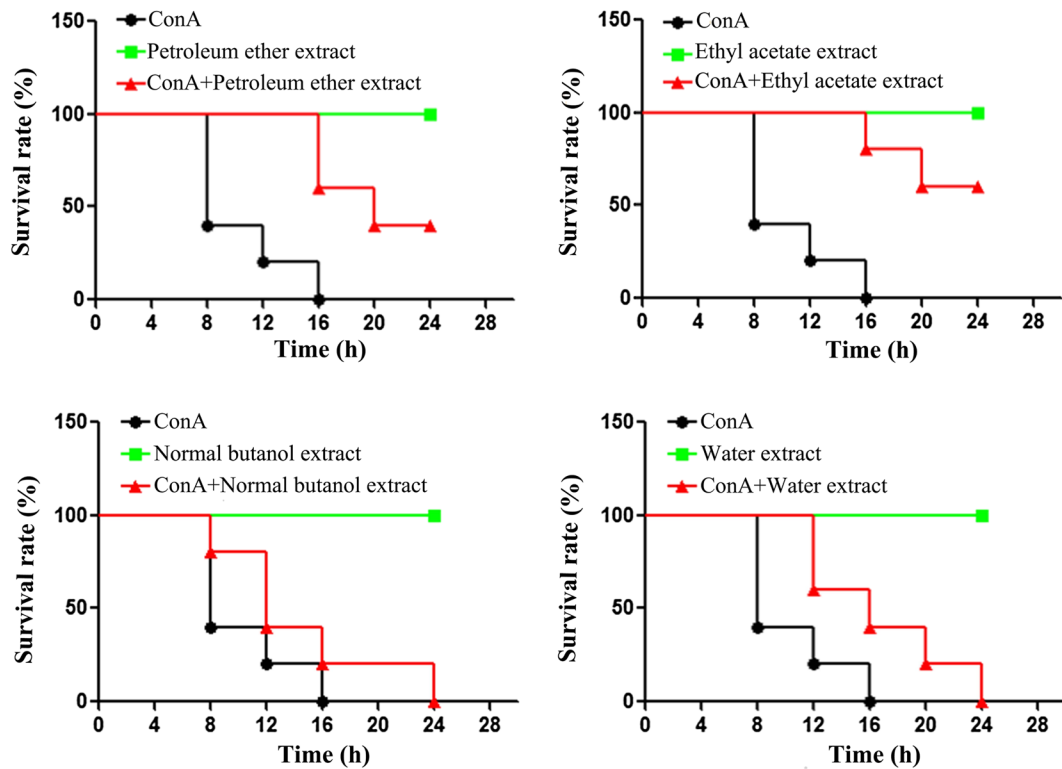 150
ConA
Petroleum ether extract
ConA+Petroleum ether extract
100
50
0
Survival rate (%)
0 4 8 12 16 20 24 28
Time (h)
150
ConA
Ethyl acetate extract
ConA+Ethyl acetate extract
100
50
0
Survival rate (%)
0 4 8 12 16 20 24 28
Time (h)
150
ConA
Normal butanol extract
ConA+Normal butanol extract
100
50
0
Survival rate (%)
0 4 8 12 16 20 24 28
Time (h)
150
ConA
Water extract
ConA+Water extract
100
50
0
Survival rate (%)
0 4 8 12 16 20 24 28
Time (h)